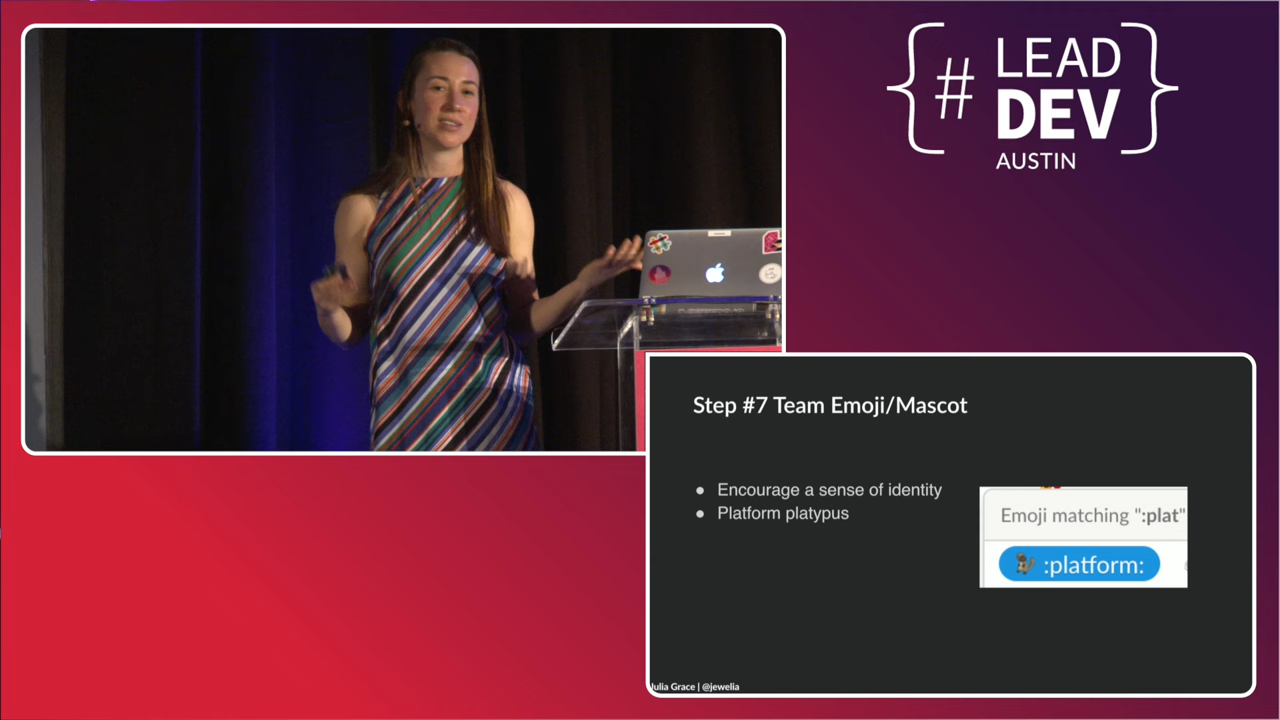 {# LEAD
DEV}
AUSTIN
Step #7 Team Emoji/Mascot
● Encourage a sense of identity
● Platform platypus
Emoji matching ":plat"
:platform:
Julia Grace | @jewelia